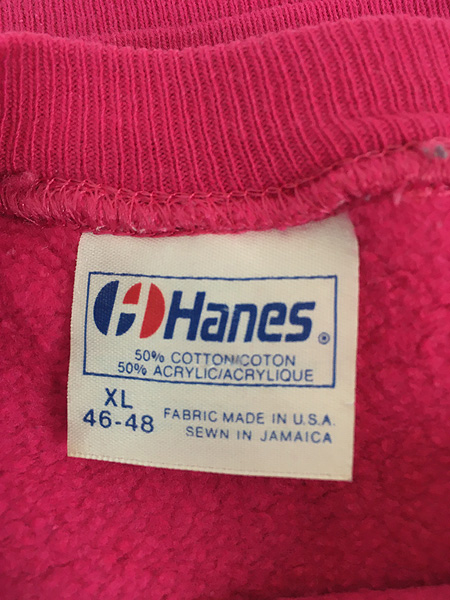 Hanes®
50% COTTON/COTON
50% ACRYLIC/ACRYLIQUE
XL
46-48
FABRIC MADE IN U.S.A.
SEWN IN JAMAICA